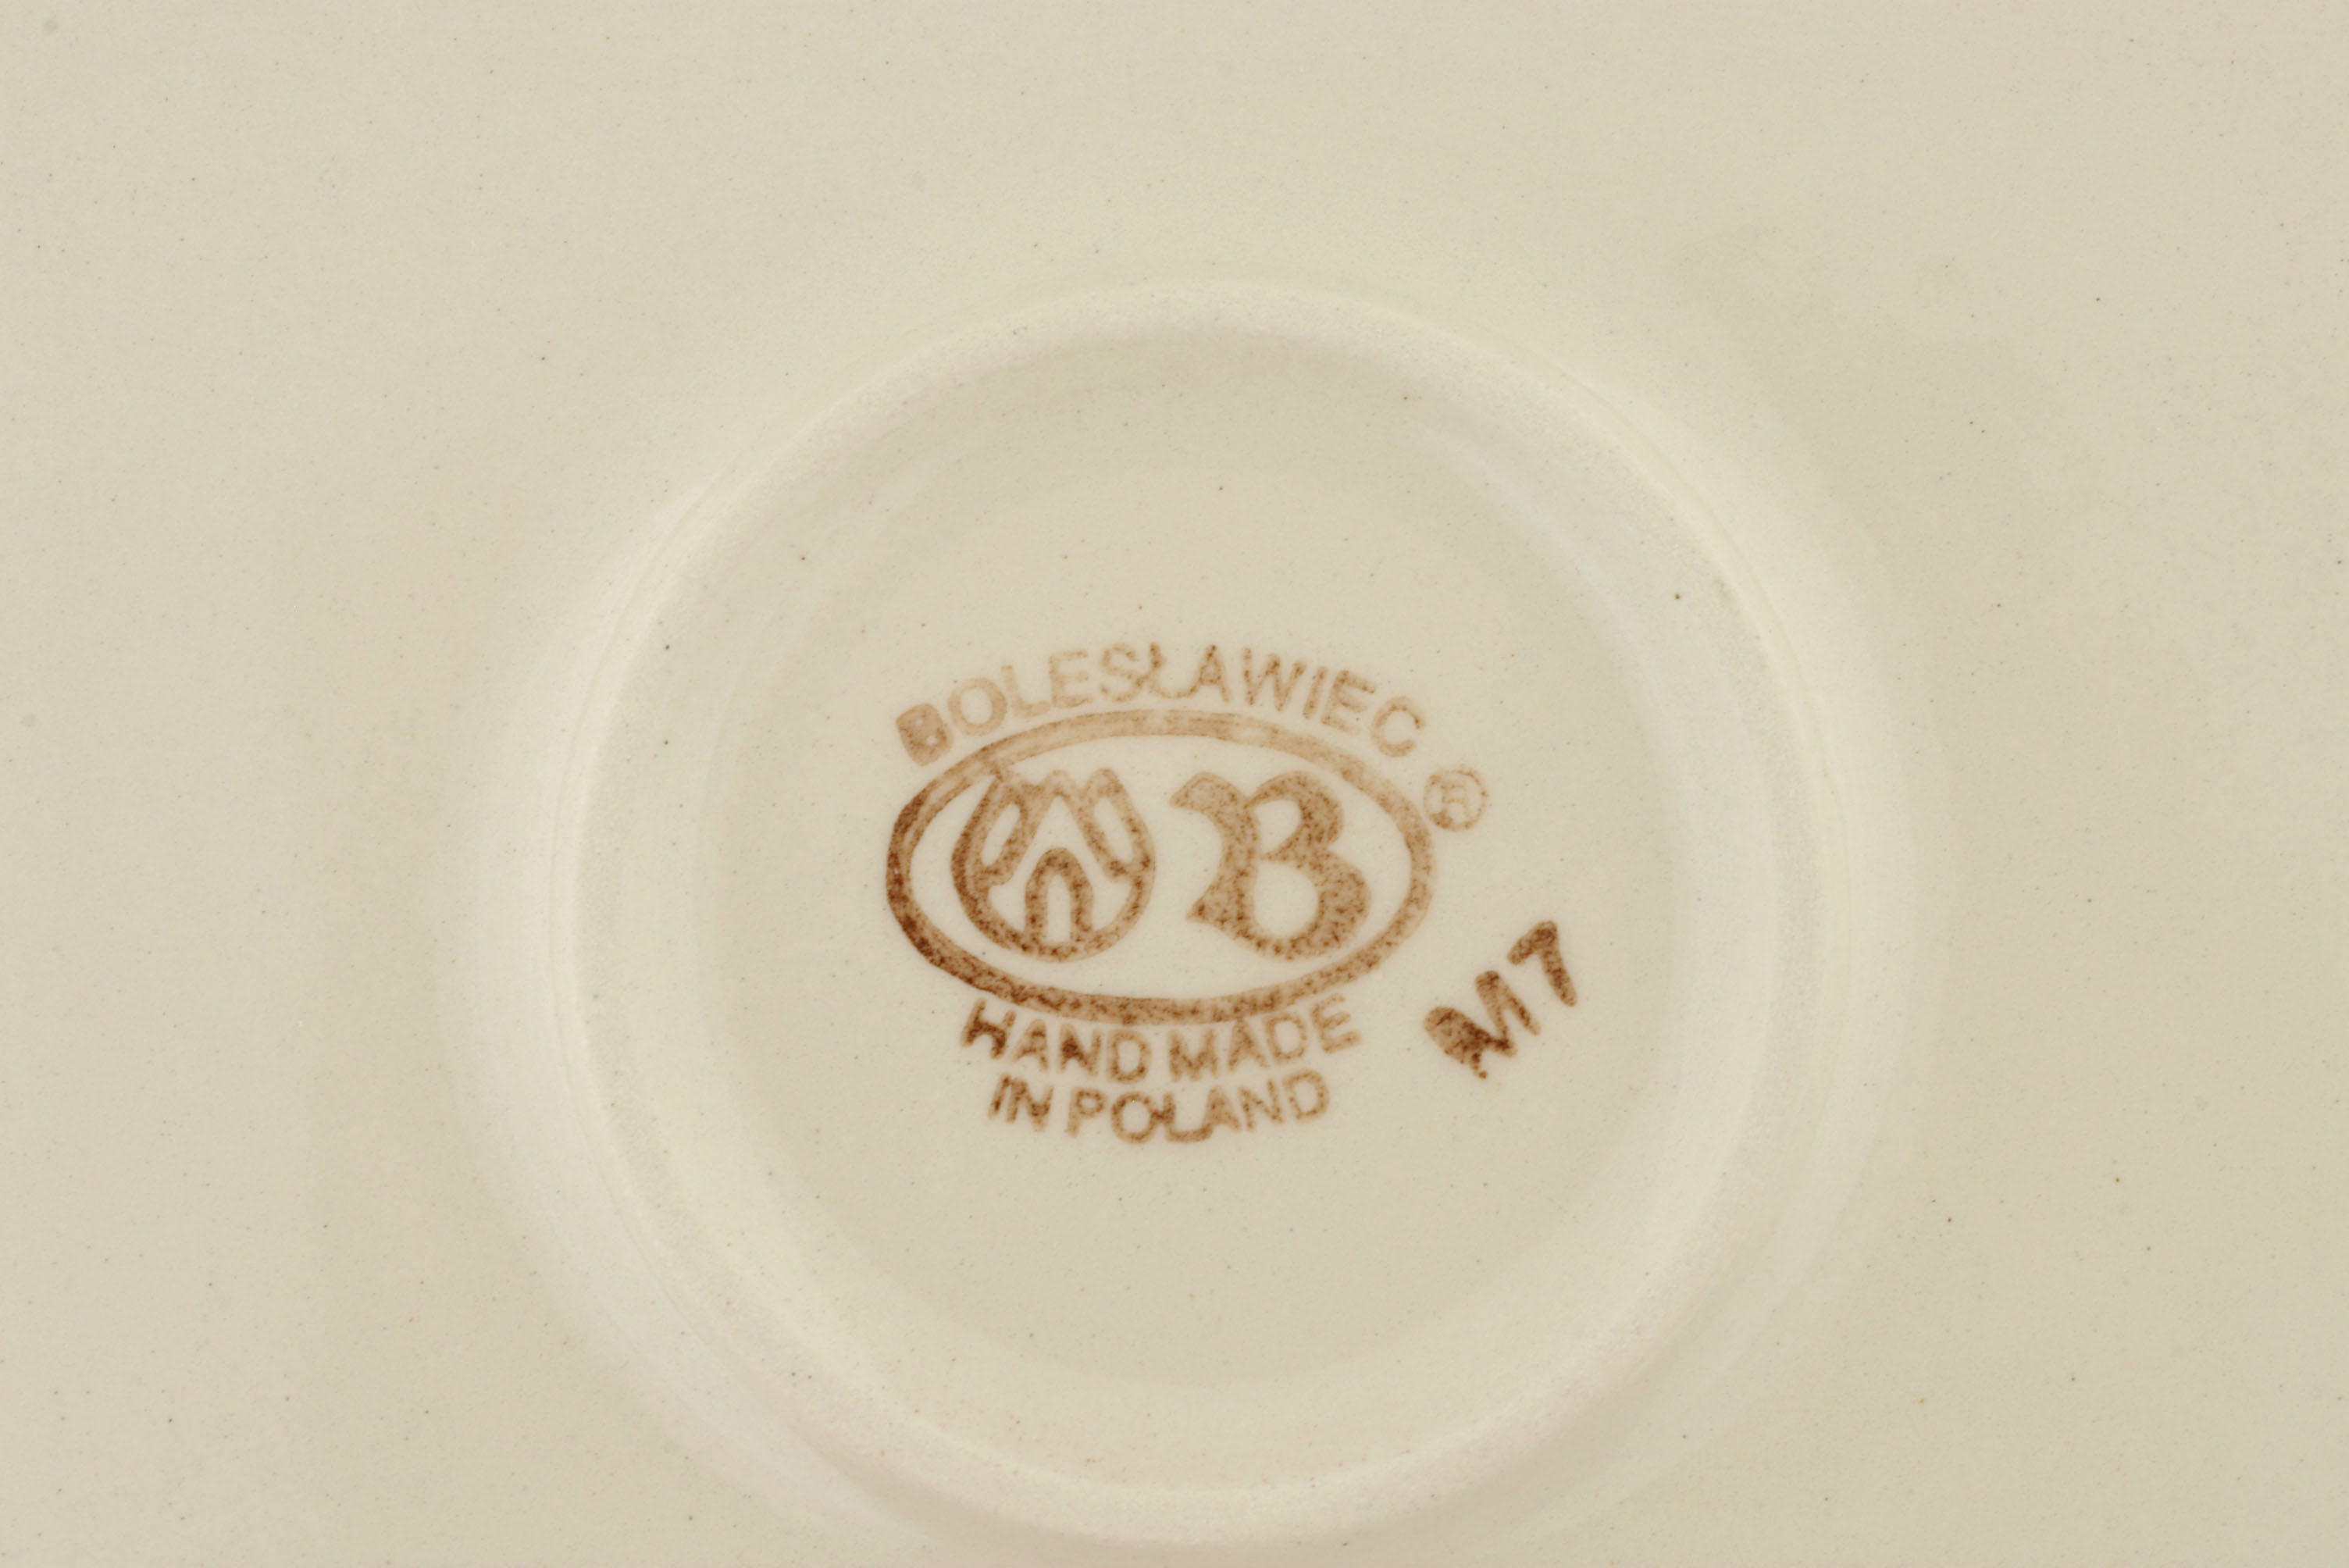 BOLESŁAWIEC
®
B
HAND MADE
IN POLAND
M7